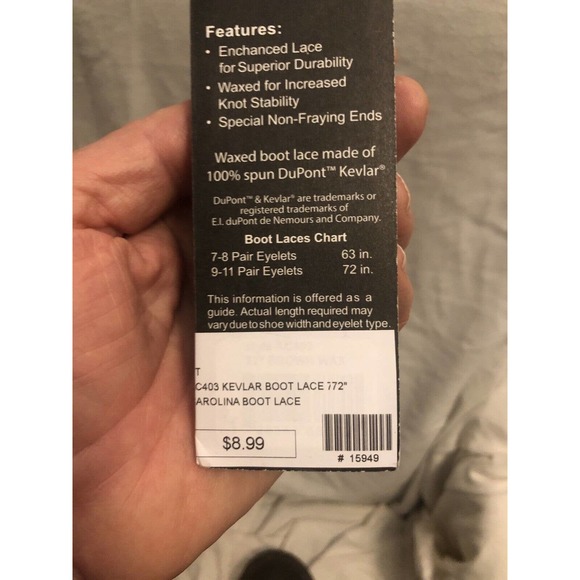 Features:
• Enchanced Lace
for Superior Durability
• Waxed for Increased
Knot Stability
• Special Non-Fraying Ends
Waxed boot lace made of
100% spun DuPont™ Kevlar®
DuPont™ & Kevlar® are trademarks or
registered trademarks of
E.I. duPont de Nemours and Company.
Boot Laces Chart
7-8 Pair Eyelets 63 in.
9-11 Pair Eyelets 72 in.
This information is offered as a
guide. Actual length required may
vary due to shoe width and eyelet type.
T
C403 KEVLAR BOOT LACE 772"
AROLINA BOOT LACE
$8.99
# 15949